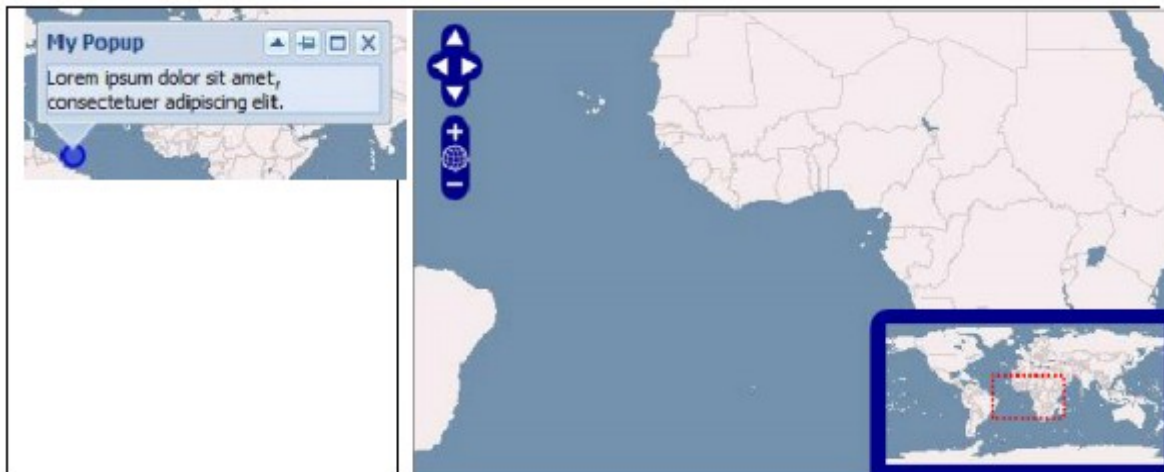 My Popup
Lorem ipsum dolor sit amet,
consectetuer adipiscing elit.